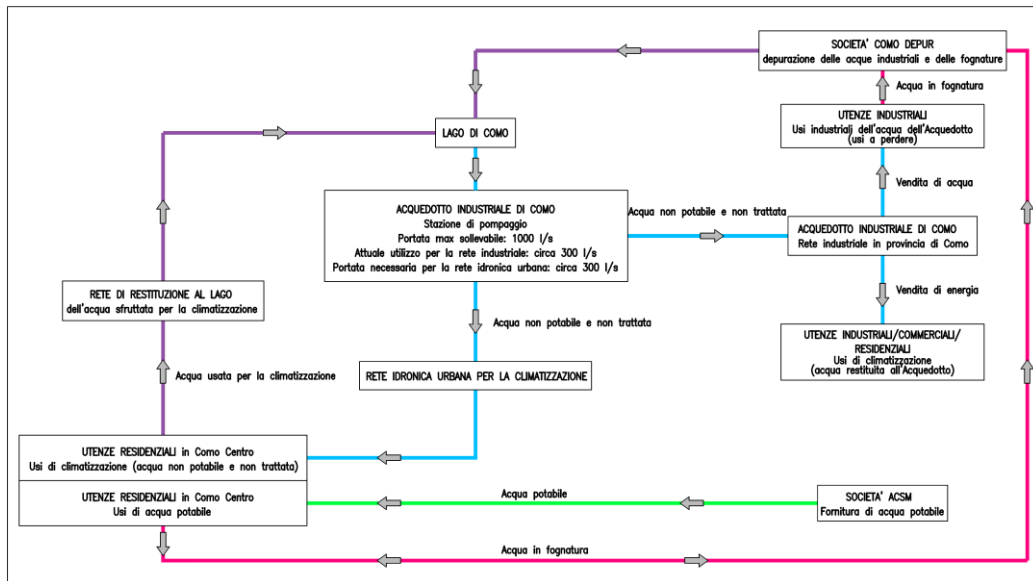 SOCIETA' COMO DEPUR
depurazione delle acque industriali e delle fognature
Acqua in fognatura
UTENZE INDUSTRIALI
Usi industriali dell'acqua dell'Acquedotto
(usi a perdere)
LAGO DI COMO
Vendita di acqua
ACQUEDOTTO INDUSTRIALE DI COMO
Stazione di pompaggio
Portata max sollevabile: 1000 l/s
Attuale utilizzo per la rete industriale: circa 300 l/s
Portata necessaria per la rete idronica urbana: circa 300 l/s
Acqua non potabile e non trattata
ACQUEDOTTO INDUSTRIALE DI COMO
Rete industriale in provincia di Como
RETE DI RESTITUZIONE AL LAGO
dell'acqua sfruttata per la climatizzazione
Vendita di energia
Acqua non potabile e non trattata
UTENZE INDUSTRIALI/COMMERCIALI/
RESIDENZIALI
Usi di climatizzazione
(acqua restituita all'Acquedotto)
Acqua usata per la climatizzazione
RETE IDRONICA URBANA PER LA CLIMATIZZAZIONE
UTENZE RESIDENZIALI in Como Centro
Usi di climatizzazione (acqua non potabile e non trattata)
UTENZE RESIDENZIALI in Como Centro
Usi di acqua potabile
Acqua potabile
SOCIETA' ACSM
Fornitura di acqua potabile
Acqua in fognatura